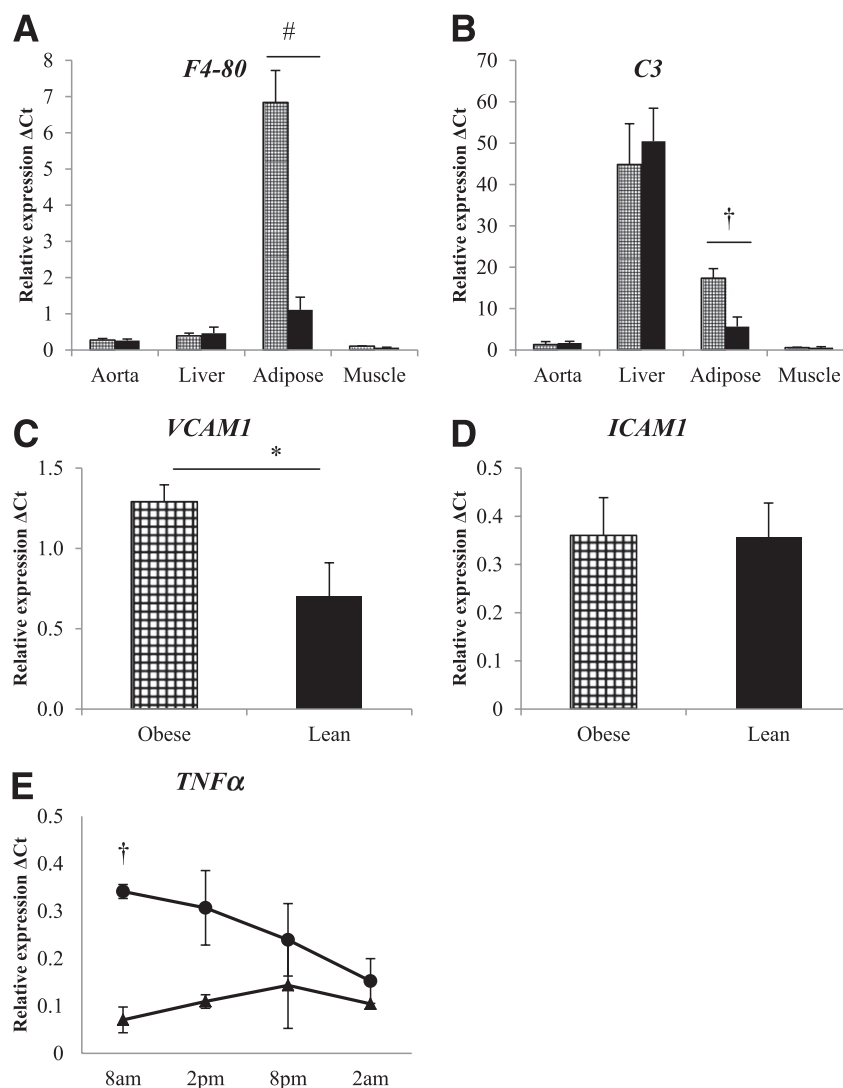 A
#
F4-80
Relative expression ΔCt
8
7
6
5
4
3
2
1
0
Aorta Liver Adipose Muscle
B
C3
Relative expression ΔCt
70
60
50
40
30
20
10
0
†
Aorta Liver Adipose Muscle
C
VCAM1
Relative expression ΔCt
1.5
1.0
0.5
0.0
*
Obese Lean
D
ICAM1
Relative expression ΔCt
0.5
0.4
0.3
0.2
0.1
0
Obese Lean
E
TNFα
Relative expression ΔCt
0.5
0.4
0.3
0.2
0.1
0
†
8am 2pm 8pm 2am